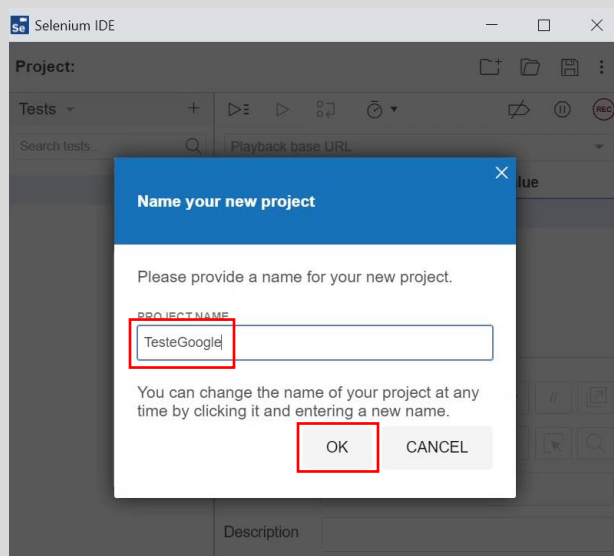 Se Selenium IDE
Project:
Tests
REC
Search tests...
Playback base URL
Name your new project
Please provide a name for your new project.
PROJECT NAME
TesteGoogle
You can change the name of your project at any
time by clicking it and entering a new name.
OK CANCEL
//
Description